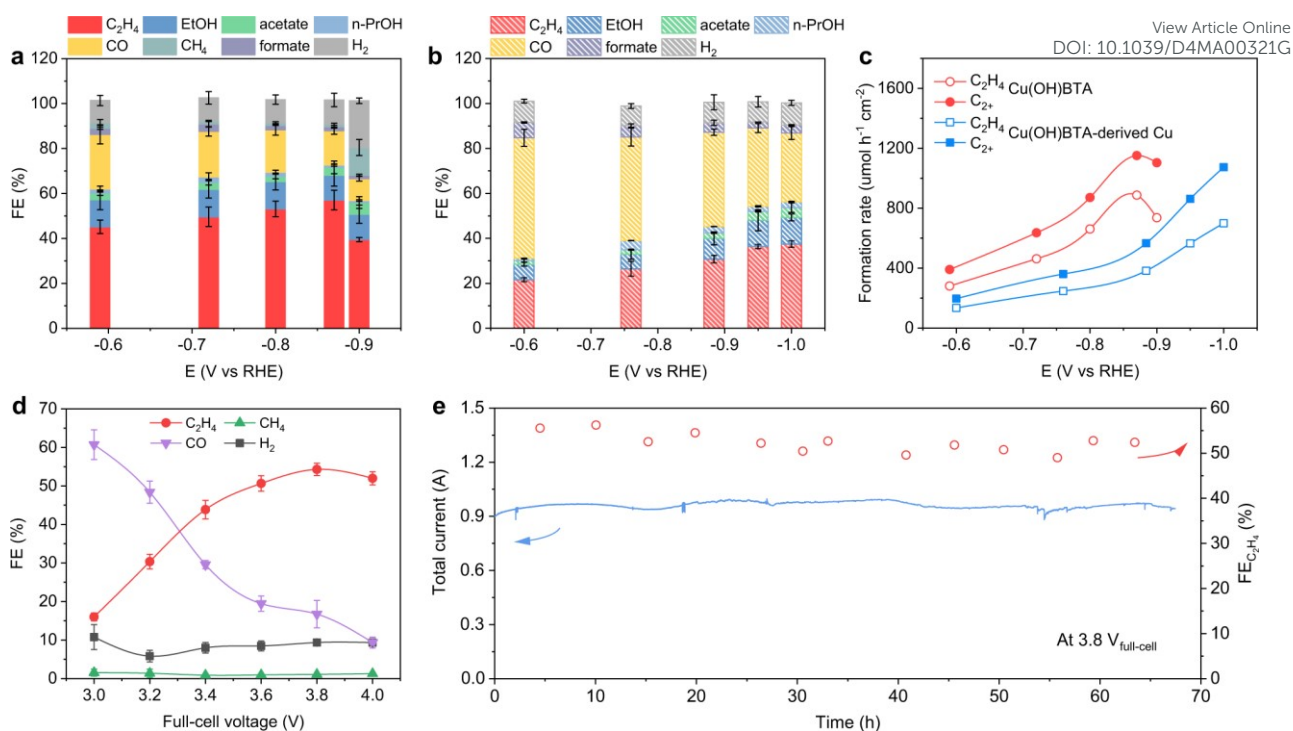 View Article Online
DOI: 10.1039/D4MA00321G
a
C₂H₄ EtOH acetate n-PrOH
CO CH₄ formate H₂
FE (%)
120
100
80
60
40
20
0
-0.6 -0.7 -0.8 -0.9
E (V vs RHE)
b
C₂H₄ EtOH acetate n-PrOH
CO formate H₂
FE (%)
120
100
80
60
40
20
0
-0.6 -0.7 -0.8 -0.9 -1.0
E (V vs RHE)
c
C₂H₄ Cu(OH)BTA
C₂₊
C₂H₄ Cu(OH)BTA-derived Cu
C₂₊
Formation rate (umol h⁻¹ cm⁻²)
1600
1200
800
400
0
-0.6 -0.7 -0.8 -0.9 -1.0
E (V vs RHE)
d
C₂H₄ CH₄
CO H₂
FE (%)
70
60
50
40
30
20
10
0
3.0 3.2 3.4 3.6 3.8 4.0
Full-cell voltage (V)
e
Total current (A)
1.5
1.2
0.9
0.6
0.3
0.0
FE_C₂H₄ (%)
60
50
40
30
20
10
0
At 3.8 V_full-cell
0 10 20 30 40 50 60 70
Time (h)